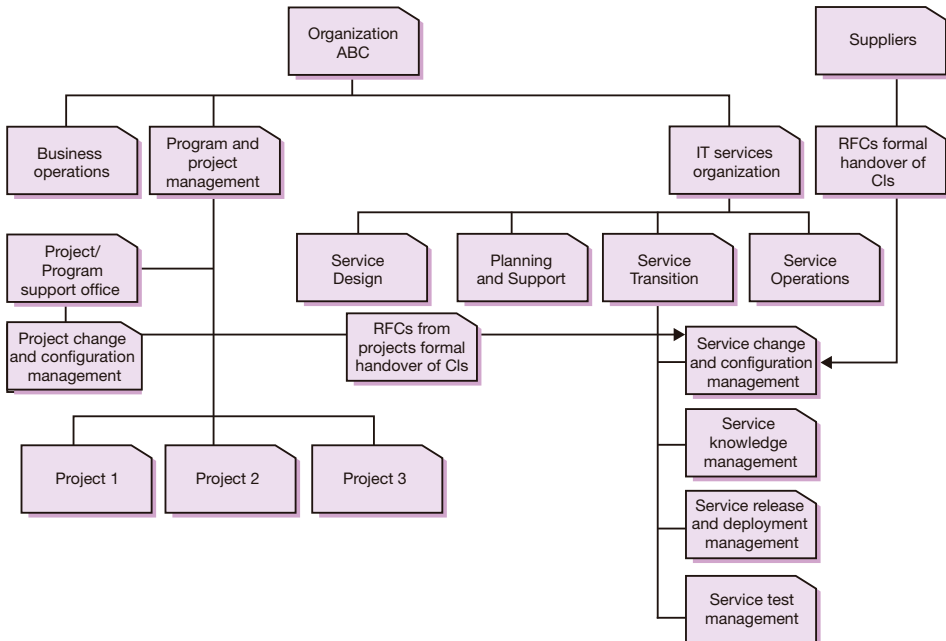 Organization
ABC
Suppliers
Business
operations
Program and
project
management
IT services
organization
RFCs formal
handover of
CIs
Project/
Program
support office
Service
Design
Planning
and Support
Service
Transition
Service
Operations
Project change
and configuration
management
RFCs from
projects formal
handover of CIs
Service change
and configuration
management
Service
knowledge
management
Project 1
Project 2
Project 3
Service release
and deployment
management
Service test
management